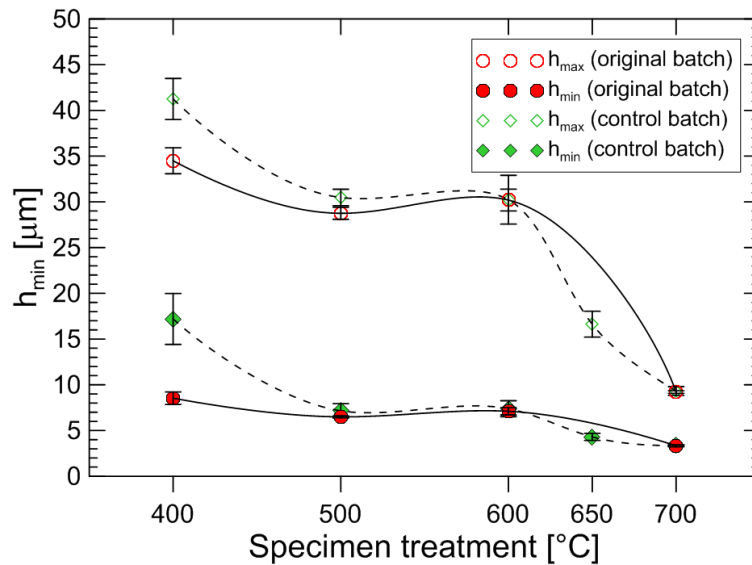 50
45
40
35
30
25
20
15
10
5
0
h_min [µm]
h_max (original batch)
h_min (original batch)
h_max (control batch)
h_min (control batch)
400 500 600 650 700
Specimen treatment [°C]